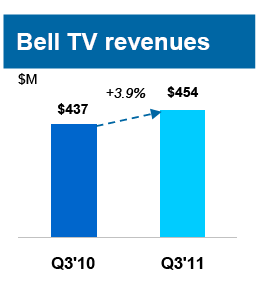 Bell TV revenues
$M
+3.9%
$437
$454
Q3'10
Q3'11